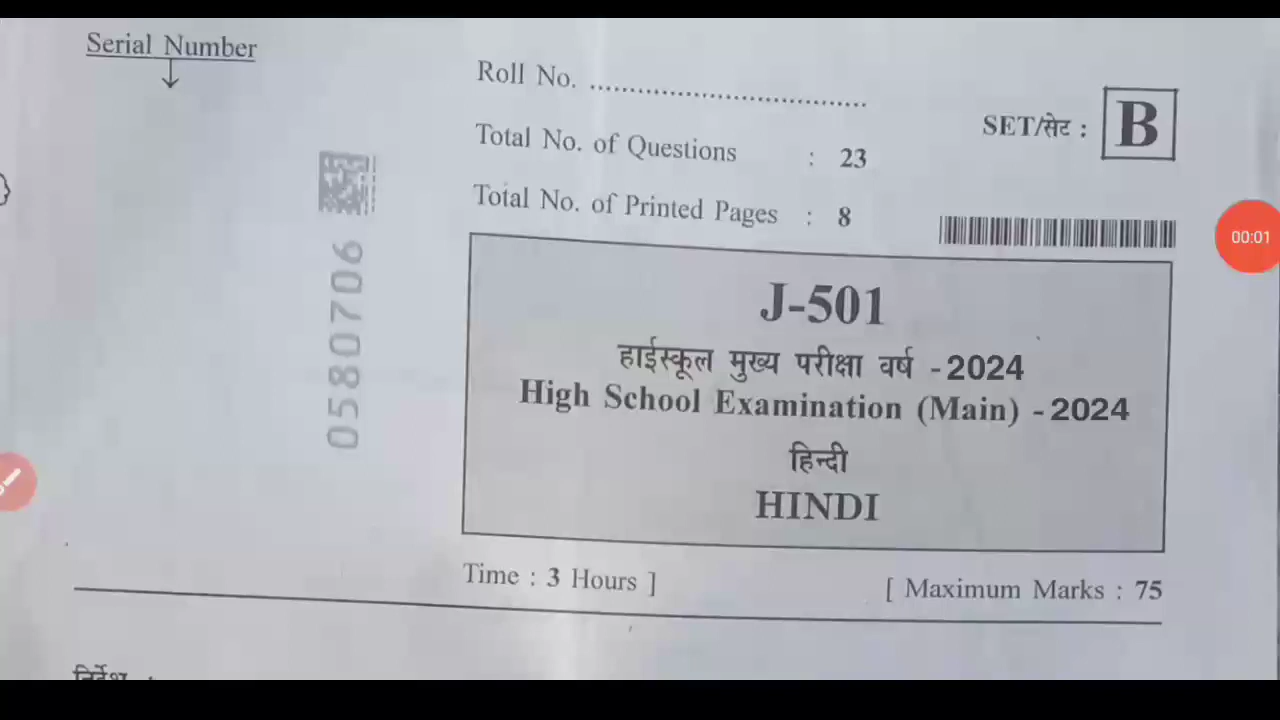 Serial Number
Roll No. ........................................
SET/सेट : B
Total No. of Questions : 23
Total No. of Printed Pages : 8
0580706
00:01
J-501
हाईस्कूल मुख्य परीक्षा वर्ष - 2024
High School Examination (Main) - 2024
हिन्दी
HINDI
Time : 3 Hours ]
[ Maximum Marks : 75
निर्देश :